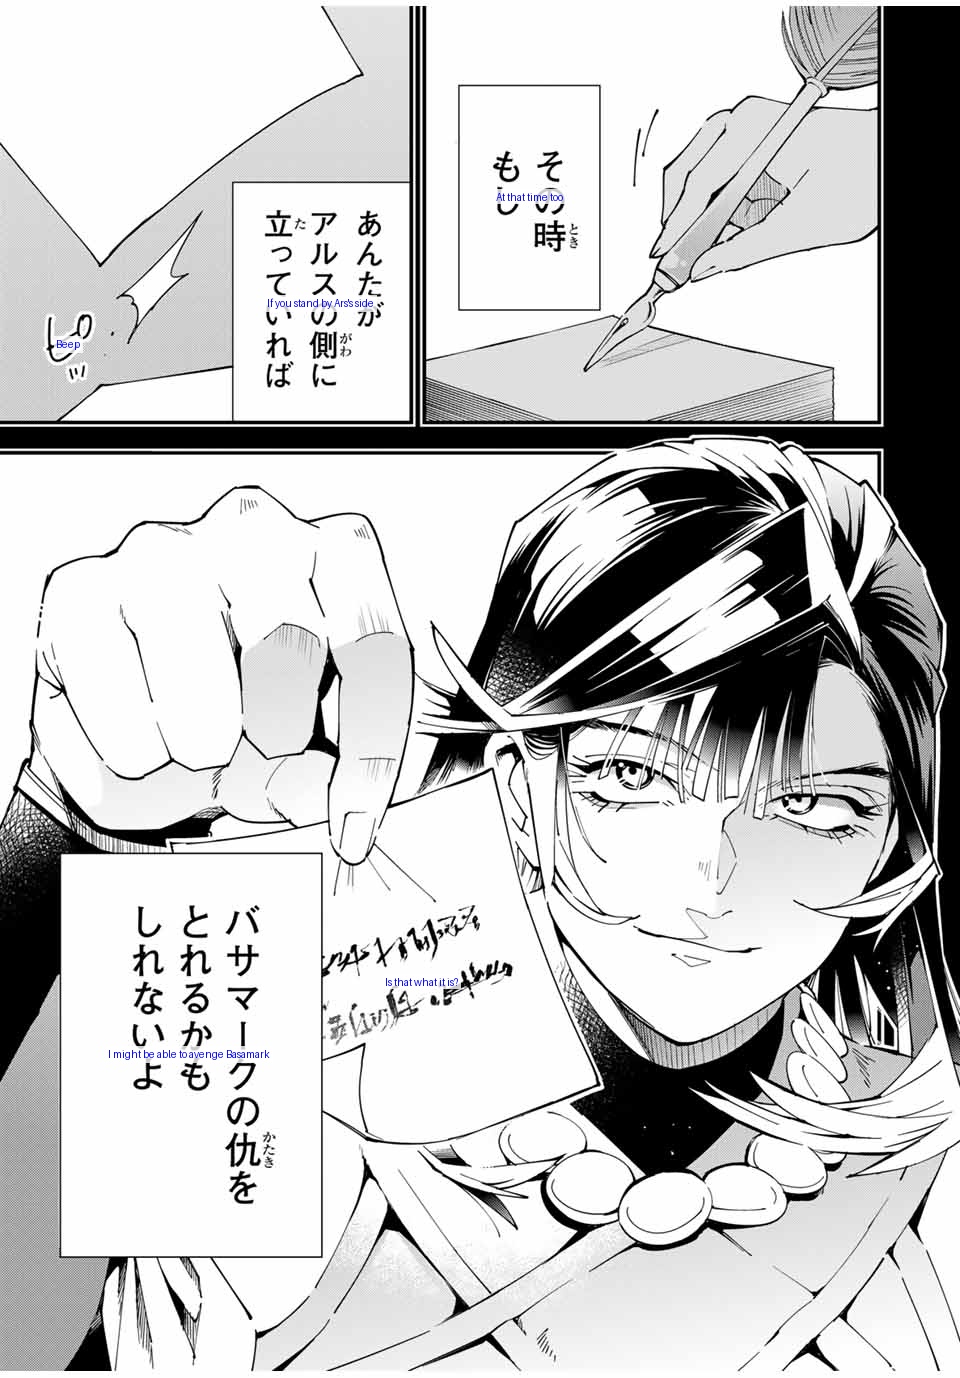 その時
もし
At that time too
あんたが
アルスの側に
立っていれば
If you stand by Ars's side
ピッ
Beep
Is that what it is?
バサマークの仇を
とれるかも
しれないよ
I might be able to avenge Basamark